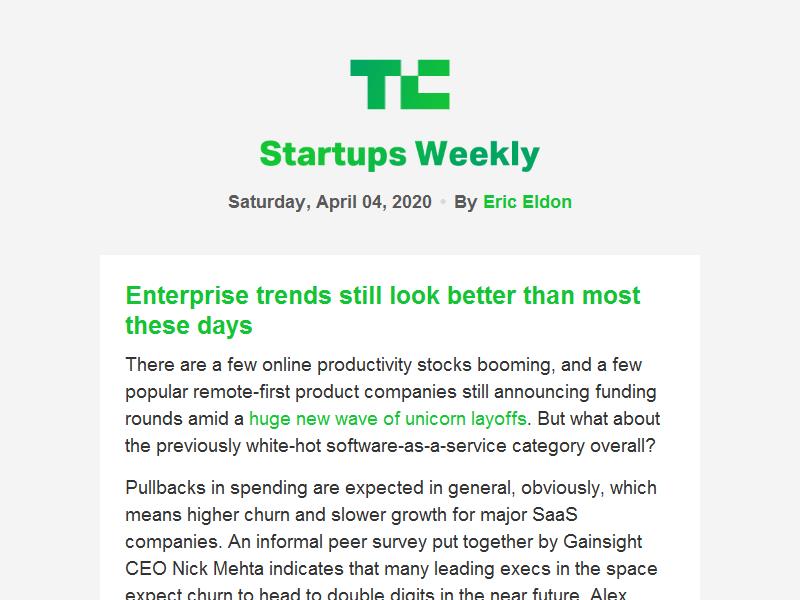 TC
Startups Weekly
Saturday, April 04, 2020 • By Eric Eldon
Enterprise trends still look better than most
these days
There are a few online productivity stocks booming, and a few
popular remote-first product companies still announcing funding
rounds amid a huge new wave of unicorn layoffs. But what about
the previously white-hot software-as-a-service category overall?
Pullbacks in spending are expected in general, obviously, which
means higher churn and slower growth for major SaaS
companies. An informal peer survey put together by Gainsight
CEO Nick Mehta indicates that many leading execs in the space
expect churn to head to double digits in the near future. Alex